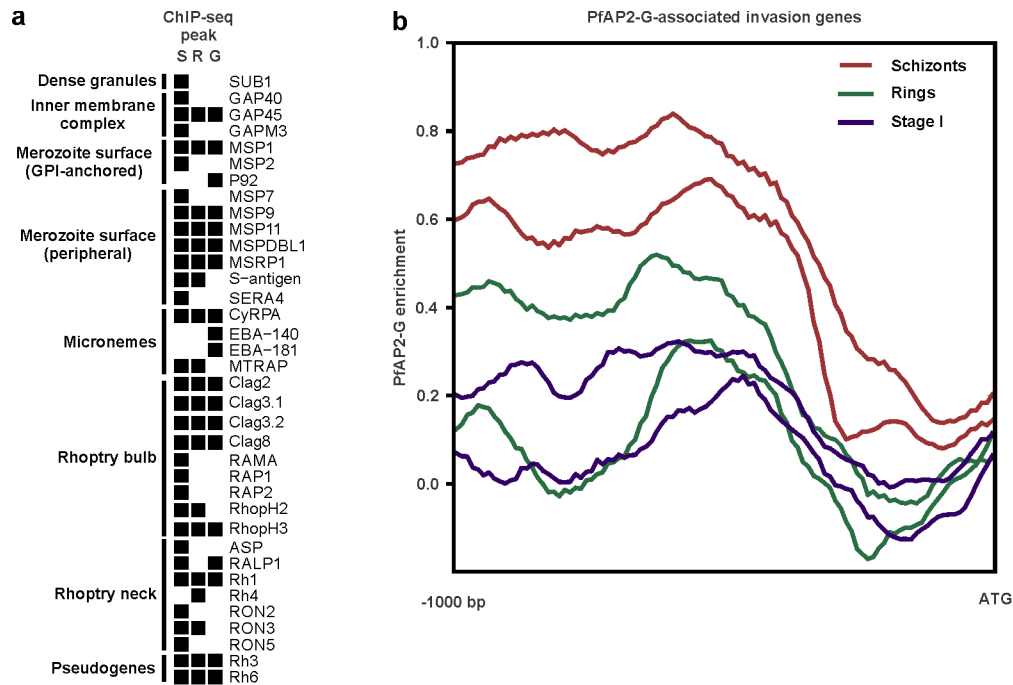 a
ChIP-seq
peak
S R G
Dense granules
SUB1
Inner membrane
complex
GAP40
GAP45
GAPM3
Merozoite surface
(GPI-anchored)
MSP1
MSP2
P92
Merozoite surface
(peripheral)
MSP7
MSP9
MSP11
MSPDBL1
MSRP1
S−antigen
SERA4
Micronemes
CyRPA
EBA−140
EBA−181
MTRAP
Rhoptry bulb
Clag2
Clag3.1
Clag3.2
Clag8
RAMA
RAP1
RAP2
RhopH2
RhopH3
Rhoptry neck
ASP
RALP1
Rh1
Rh4
RON2
RON3
RON5
Pseudogenes
Rh3
Rh6
b
PfAP2-G-associated invasion genes
PfAP2-G enrichment
1.0
0.8
0.6
0.4
0.2
0.0
Schizonts
Rings
Stage I
-1000 bp
ATG